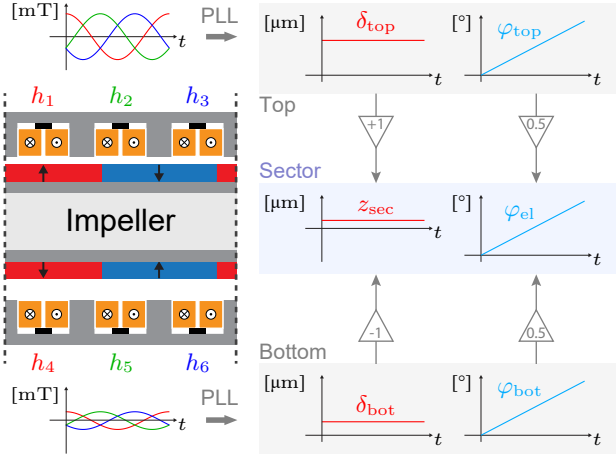 [mT]
t
PLL
[μm]
δtop
t
[°]
φtop
t
h1
h2
h3
Top
+1
0.5
Impeller
Sector
[μm]
zsec
t
[°]
φel
t
-1
0.5
h4
h5
h6
Bottom
[mT]
t
PLL
[μm]
δbot
t
[°]
φbot
t